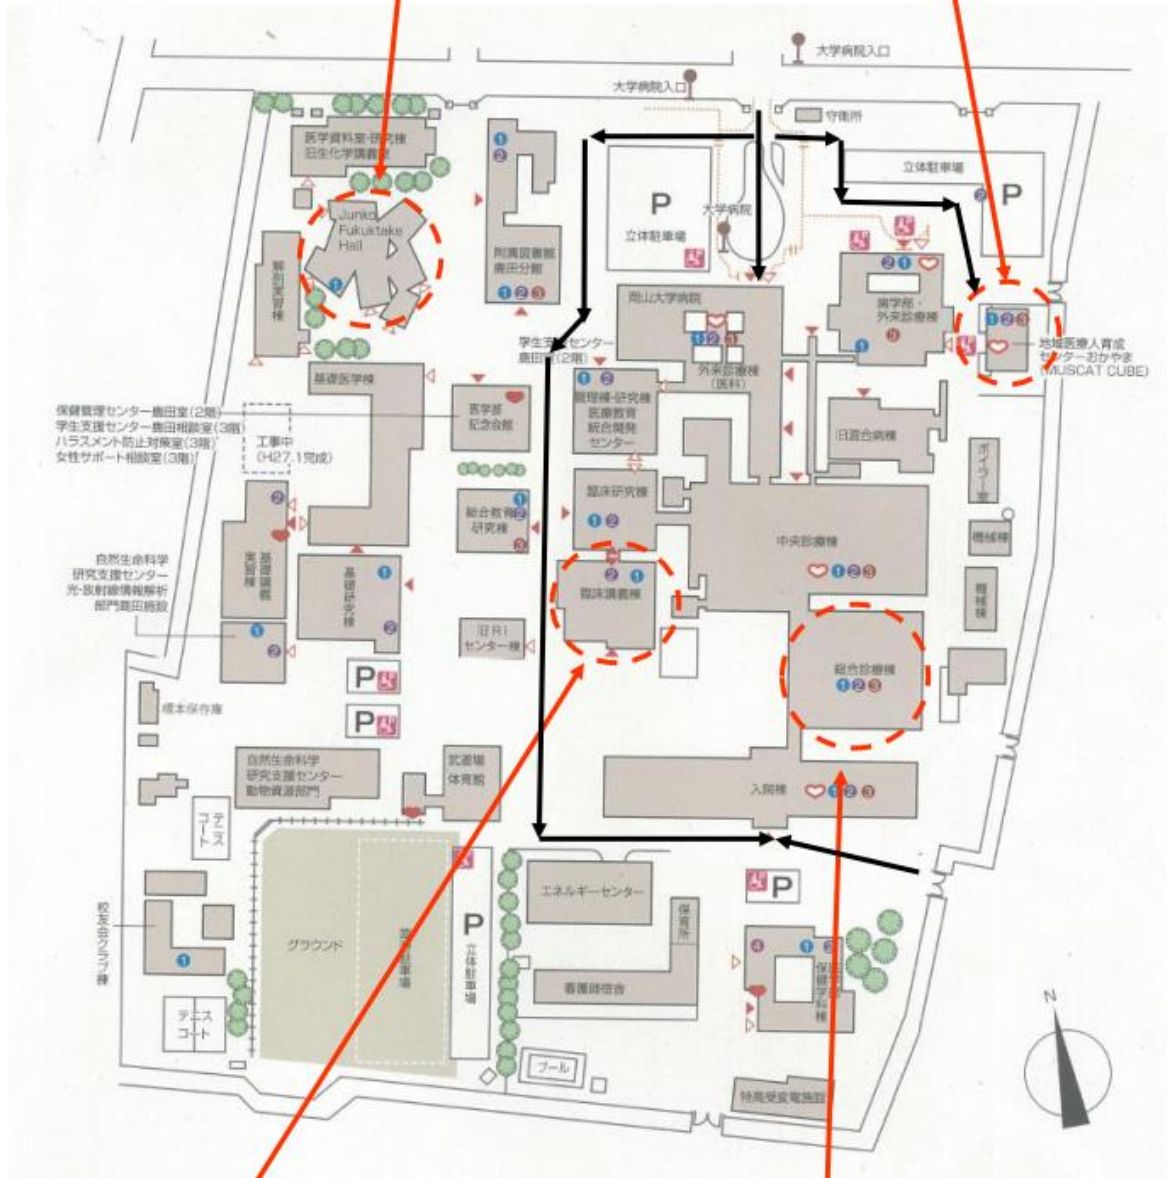 大学病院入口
大学病院入口
守衛所
医学資料室・研究棟
旧生化学講義室
立体駐車場
P
Junko
Fukutake
Hall
P
立体駐車場
大学病院
解剖実習棟
附属図書館
鹿田分館
岡山大学病院
歯学部・
外来診療棟
地域医療人育成
センターおかやま
(MUSCAT CUBE)
学生支援センター
鹿田室(2階)
外来診療棟
(医科)
基礎医学棟
保健管理センター鹿田室(2階)
学生支援センター鹿田相談室(3階)
ハラスメント防止対策室(3階)
女性サポート相談室(3階)
工事中
(H27.1完成)
医学部
記念会館
管理棟・研究棟
医療教育
統合開発
センター
旧混合病棟
ボイラー室
臨床研究棟
総合教育
研究棟
中央診療棟
機械棟
自然生命科学
研究支援センター
光・放射線情報解析
部門鹿田施設
基礎講義
実習棟
基礎研究棟
臨床講義棟
機械棟
旧RI
センター棟
総合診療棟
P
P
標本保存庫
自然生命科学
研究支援センター
動物資源部門
武道場
体育館
入院棟
テニス
コート
エネルギーセンター
P
保育所
校友会クラブ棟
グラウンド
P
立体駐車場
看護師宿舎
保健学科棟
テニス
コート
プール
特高受変電施設
N